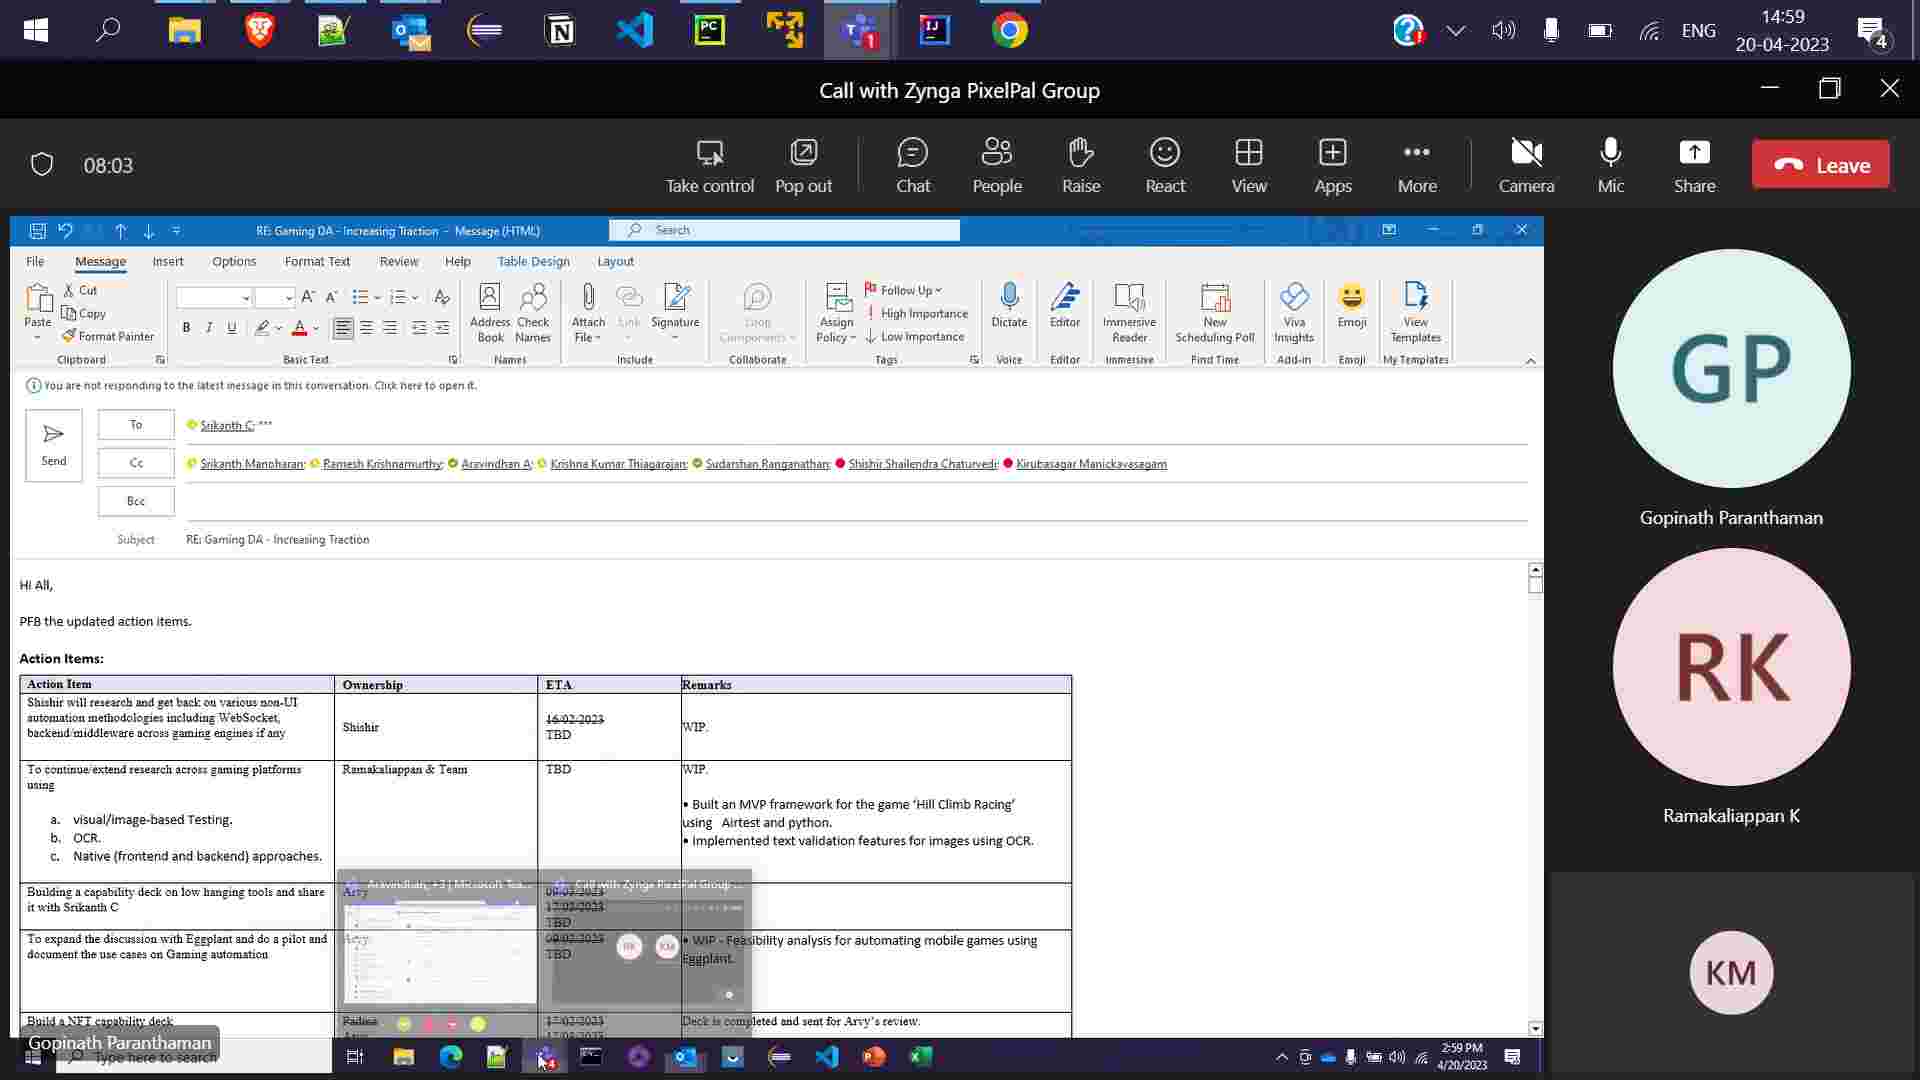 ENG
14:59
20-04-2023
4
Call with Zynga PixelPal Group
08:03
Take control
Pop out
Chat
People
Raise
React
View
Apps
More
Camera
Mic
Share
Leave
RE: Gaming DA - Increasing Traction - Message (HTML)
Search
File Message Insert Options Format Text Review Help Table Design Layout
Paste
Cut
Copy
Format Painter
Clipboard
B I U
Basic Text
Address Book
Check Names
Names
Attach File
Link
Signature
Include
Loop Components
Collaborate
Assign Policy
Follow Up
High Importance
Low Importance
Tags
Dictate
Voice
Editor
Editor
Immersive Reader
Immersive
New Scheduling Poll
Find Time
Viva Insights
Add-in
Emoji
Emoji
View Templates
My Templates
You are not responding to the latest message in this conversation. Click here to open it.
Send
To
Srikanth C;
Cc
Srikanth Manoharan; Ramesh Krishnamurthy; Aravindhan A; Krishna Kumar Thiagarajan; Sudarshan Ranganathan; Shishir Shailendra Chaturvedi; Kirubasagar Manickavasagam
Bcc
Subject
RE: Gaming DA - Increasing Traction
Hi All,
PFB the updated action items.
Action Items:
Action Item Ownership ETA Remarks
Shishir will research and get back on various non-UI
automation methodologies including WebSocket,
backend/middleware across gaming engines if any
Shishir
16/02/2023
TBD
WIP.
To continue/extend research across gaming platforms
using
a. visual/image-based Testing.
b. OCR.
c. Native (frontend and backend) approaches.
Ramakaliappan & Team
TBD
WIP.
• Built an MVP framework for the game ‘Hill Climb Racing’
using Airtest and python.
• Implemented text validation features for images using OCR.
Building a capability deck on low hanging tools and share
it with Srikanth C
Arvy
TBD
To expand the discussion with Eggplant and do a pilot and
document the use cases on Gaming automation
Arvy
09/02/2023
TBD
• WIP - Feasibility analysis for automating mobile games using
Eggplant.
Build a NFT capability deck
Padma
17/02/2023
Deck is completed and sent for Arvy’s review.
Aravindhan, +3 | Microsoft Tea...
Call with Zynga PixelPal Group...
RK
KM
Gopinath Paranthaman
Type here to search
2:59 PM
4/20/2023
GP
Gopinath Paranthaman
RK
Ramakaliappan K
KM